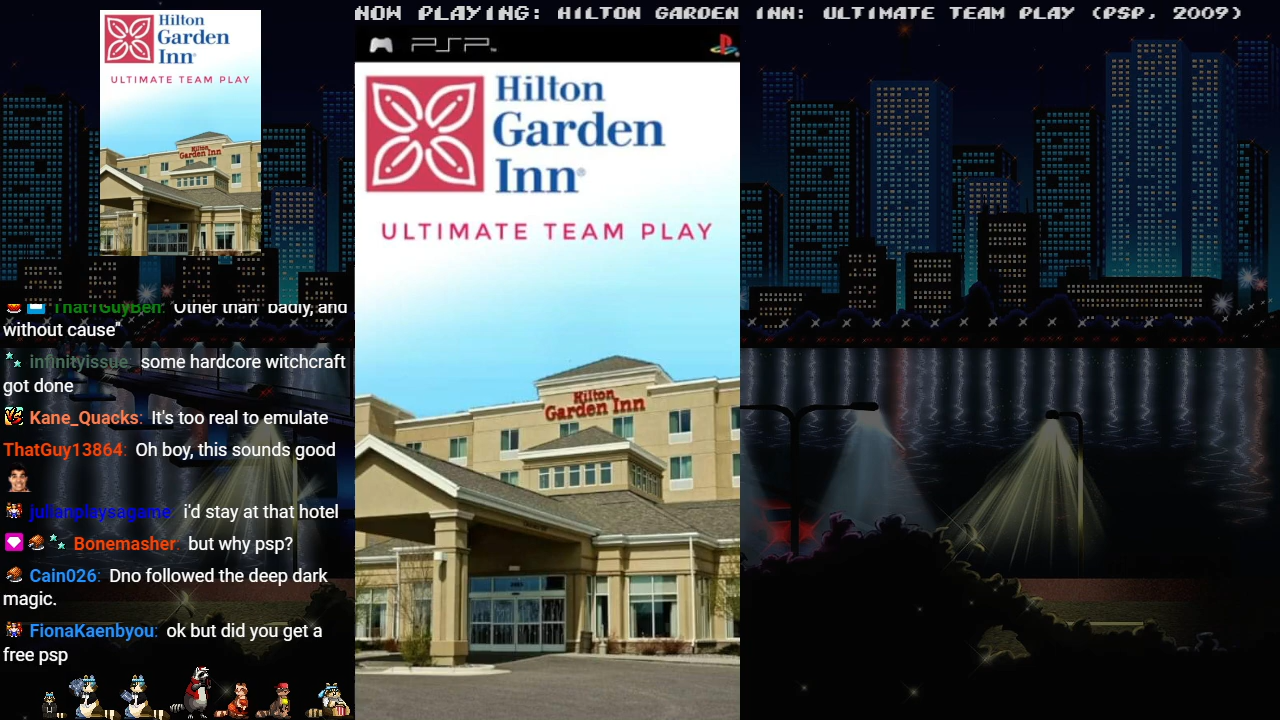 NOW PLAYING: HILTON GARDEN INN: ULTIMATE TEAM PLAY (PSP, 2009)
Hilton
Garden
Inn
ULTIMATE TEAM PLAY
Hilton
Garden Inn
PSP
Hilton
Garden
Inn®
ULTIMATE TEAM PLAY
Hilton
Garden Inn
That1GuyBen: "Other than "badly, and
without cause"
infinityissue: some hardcore witchcraft
got done
Kane_Quacks: It's too real to emulate
ThatGuy13864: Oh boy, this sounds good
julianplaysagame: i'd stay at that hotel
Bonemasher: but why psp?
Cain026: Dno followed the deep dark
magic.
FionaKaenbyou: ok but did you get a
free psp